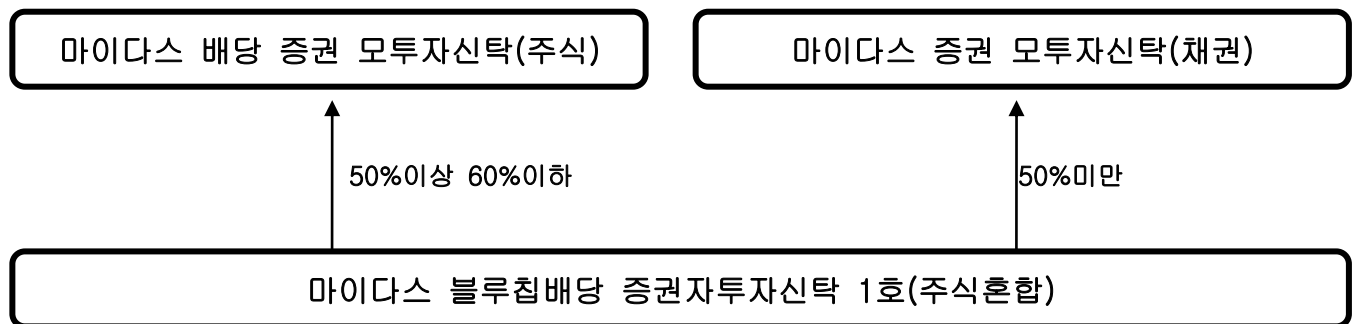 마이다스 배당 증권 모투자신탁(주식)
마이다스 증권 모투자신탁(채권)
50%이상 60%이하
50%미만
마이다스 블루칩배당 증권자투자신탁 1호(주식혼합)